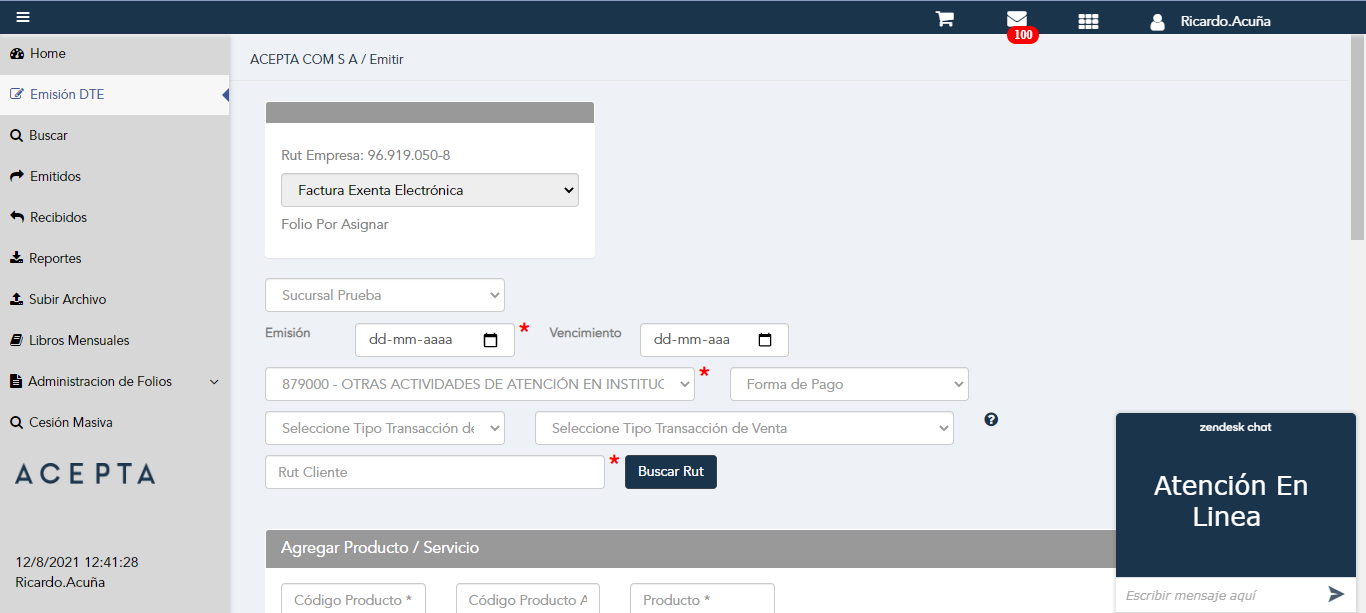 100
Ricardo.Acuña
Home
Emisión DTE
Buscar
Emitidos
Recibidos
Reportes
Subir Archivo
Libros Mensuales
Administracion de Folios
Cesión Masiva
ACEPTA
12/8/2021 12:41:28
Ricardo.Acuña
ACEPTA COM S A / Emitir
Rut Empresa: 96.919.050-8
Factura Exenta Electrónica
Folio Por Asignar
Sucursal Prueba
Emisión dd-mm-aaaa * Vencimiento dd-mm-aaa
879000 - OTRAS ACTIVIDADES DE ATENCIÓN EN INSTITUC * Forma de Pago
Seleccione Tipo Transacción de Seleccione Tipo Transacción de Venta ?
Rut Cliente * Buscar Rut
Agregar Producto / Servicio
Código Producto * Código Producto A Producto *
zendesk chat
Atención En
Linea
Escribir mensaje aquí